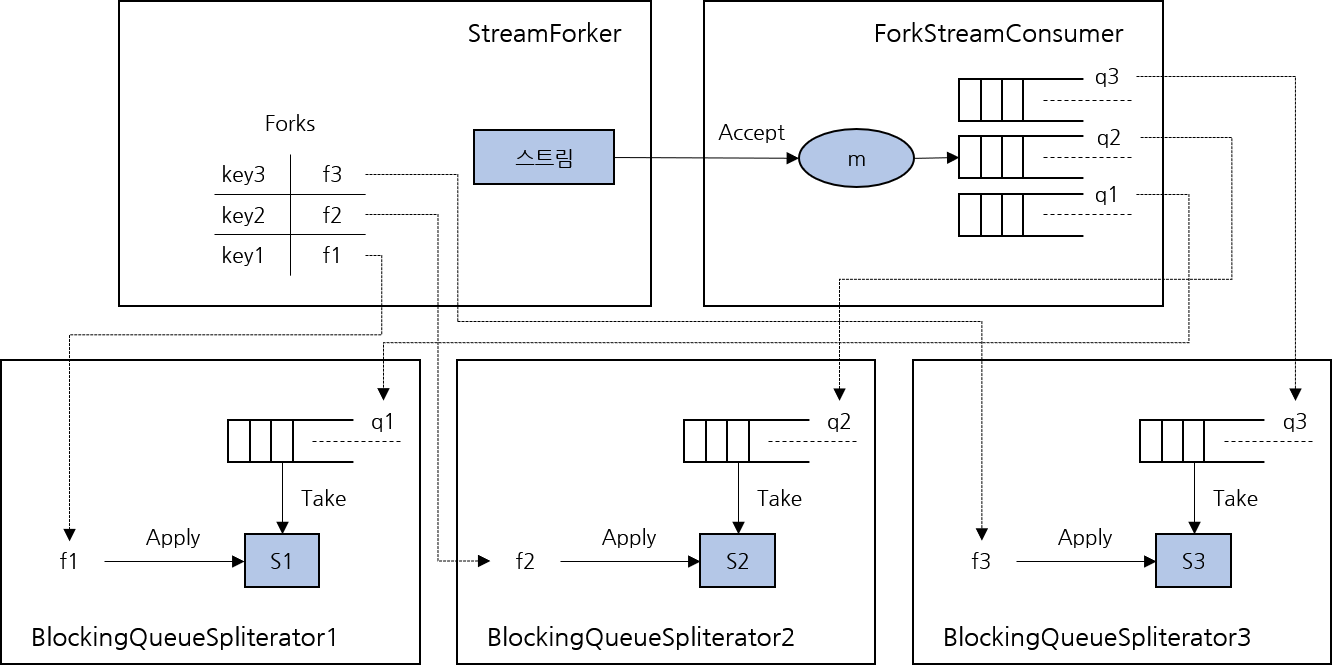 StreamForker
Forks
key3 f3
key2 f2
key1 f1
스트림
ForkStreamConsumer
Accept
m
q3
q2
q1
q1
Take
f1
Apply
S1
BlockingQueueSpliterator1
q2
Take
f2
Apply
S2
BlockingQueueSpliterator2
q3
Take
f3
Apply
S3
BlockingQueueSpliterator3